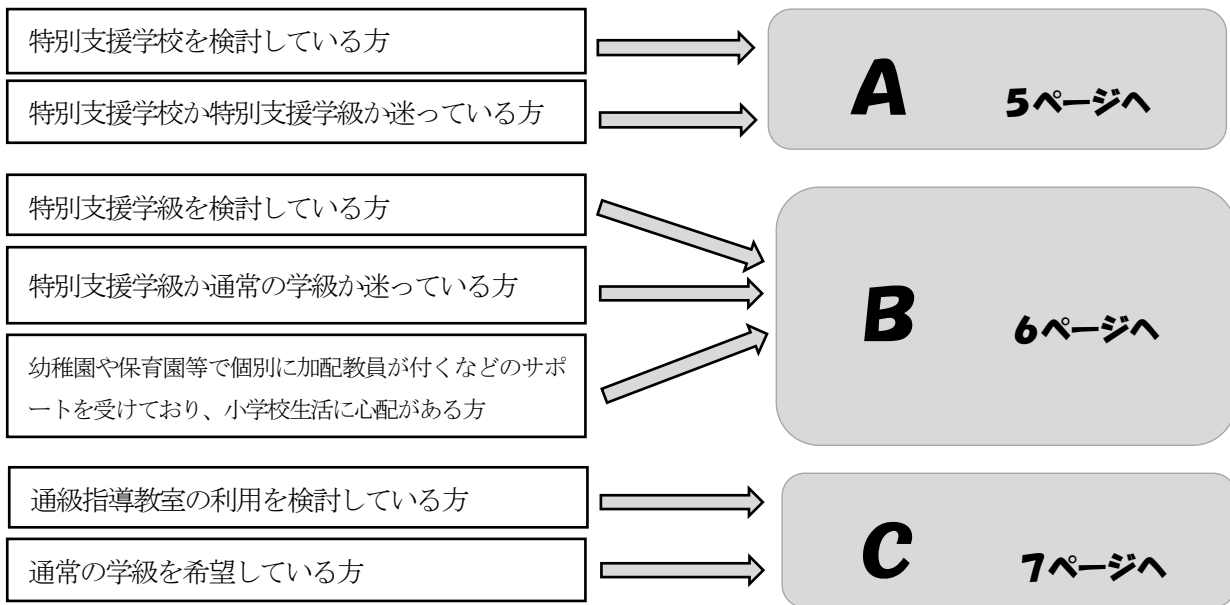 特別支援学校を検討している方
特別支援学校か特別支援学級か迷っている方
A 5ページへ
特別支援学級を検討している方
特別支援学級か通常の学級か迷っている方
幼稚園や保育園等で個別に加配教員が付くなどのサポ
ートを受けており、小学校生活に心配がある方
B 6ページへ
通級指導教室の利用を検討している方
通常の学級を希望している方
C 7ページへ